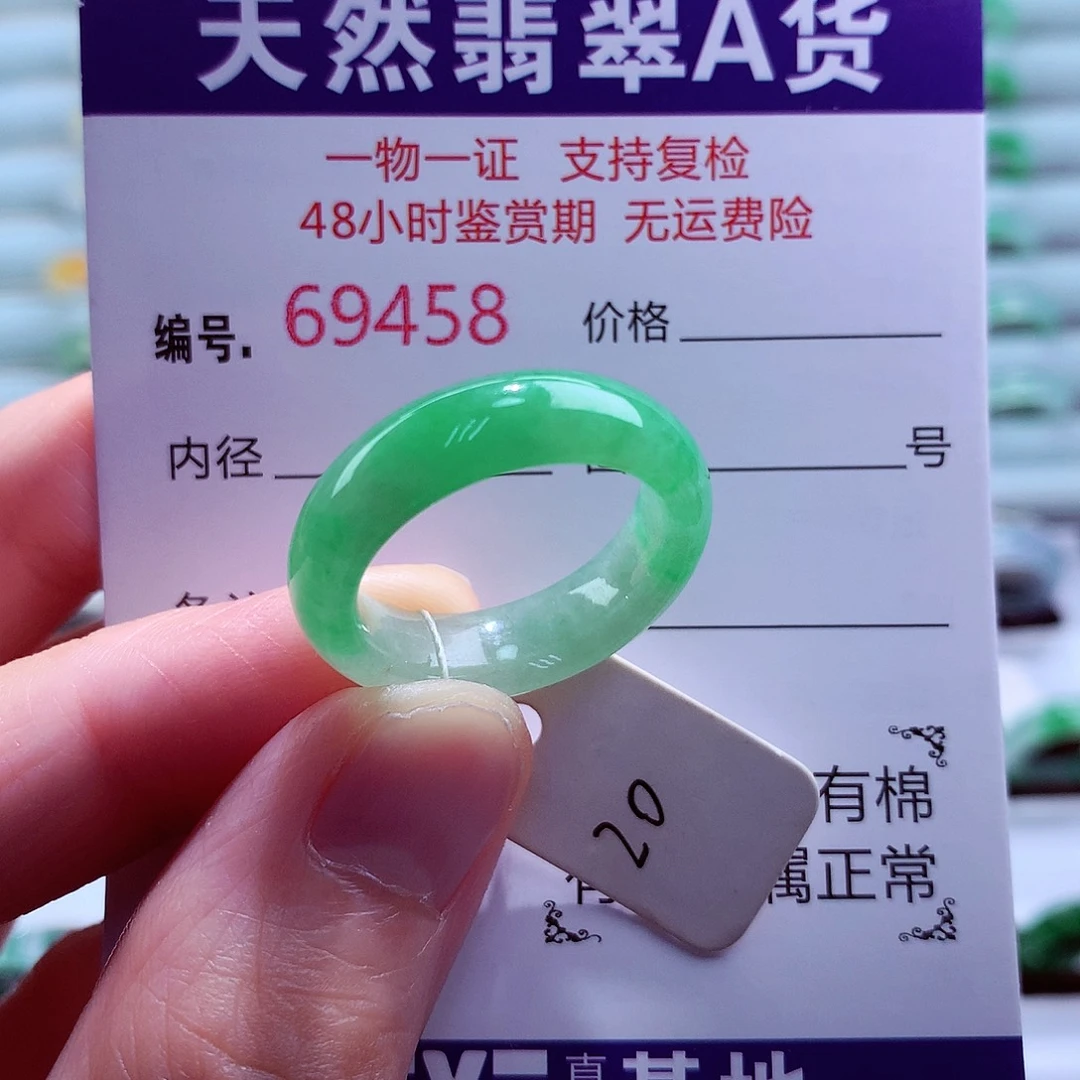 天然翡翠A货
一物一证 支持复检
48小时鉴赏期 无运费险
编号. 69458 价格
内径 号
20
有棉
属正常
基地